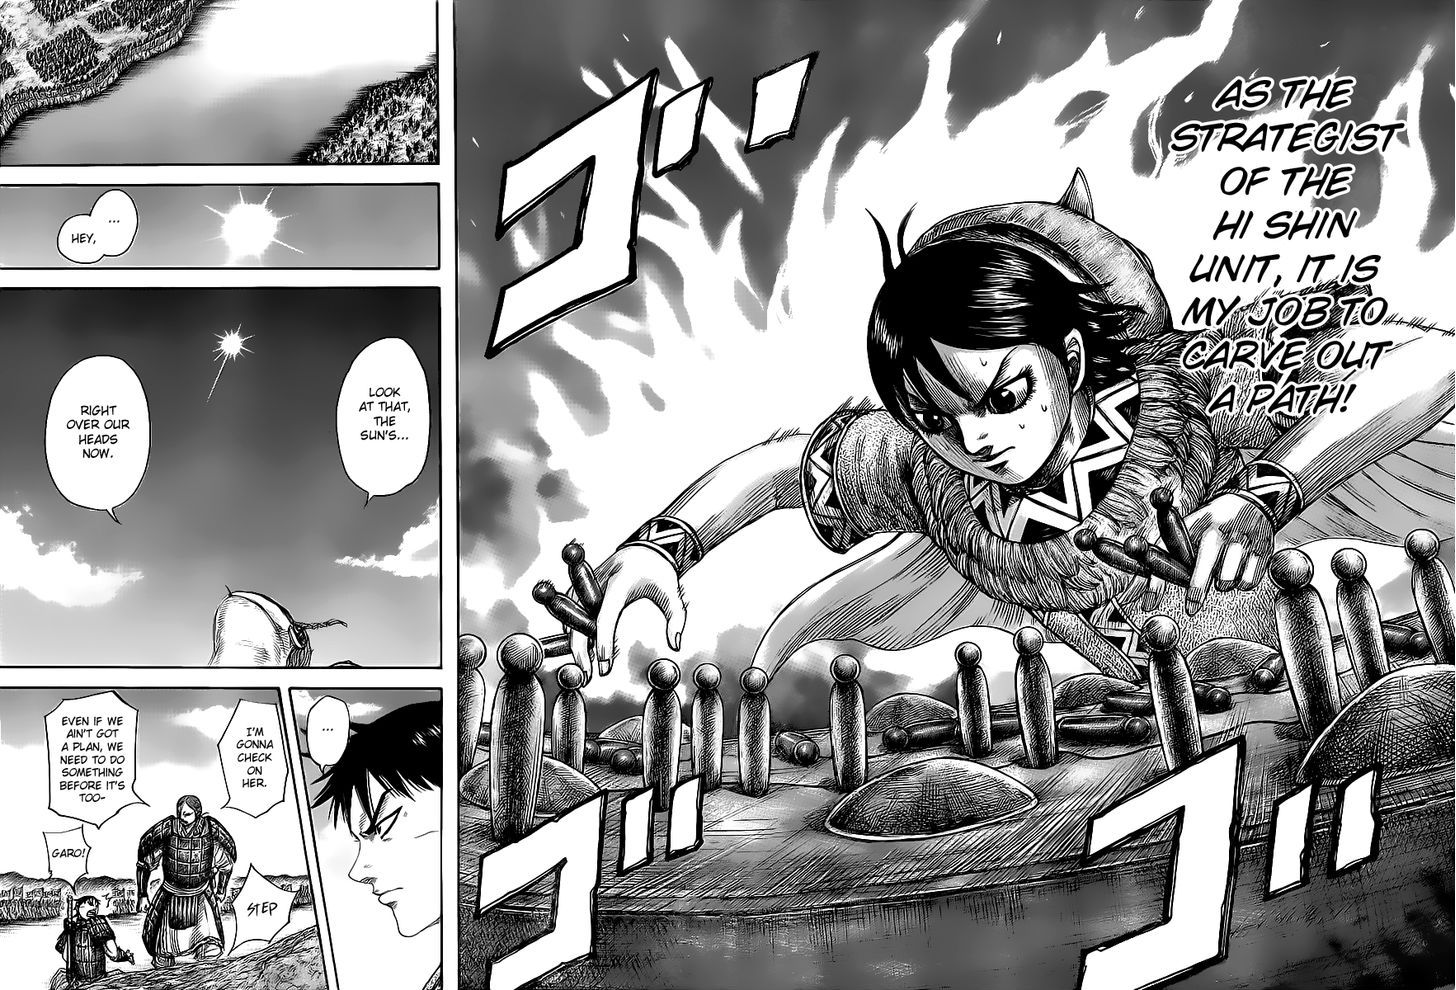 AS THE
STRATEGIST
OF THE
HI SHIN
UNIT, IT IS
MY JOB TO
CARVE OUT
A PATH!
ゴ゙゙
ゴ゙゙
ゴ゙゙
...
HEY,
LOOK
AT THAT,
THE
SUN'S...
RIGHT
OVER OUR
HEADS
NOW.
...
I'M
GONNA
CHECK
ON
HER.
EVEN IF WE
AIN'T GOT
A PLAN, WE
NEED TO DO
SOMETHING
BEFORE IT'S
TOO-
GARO!
STEP